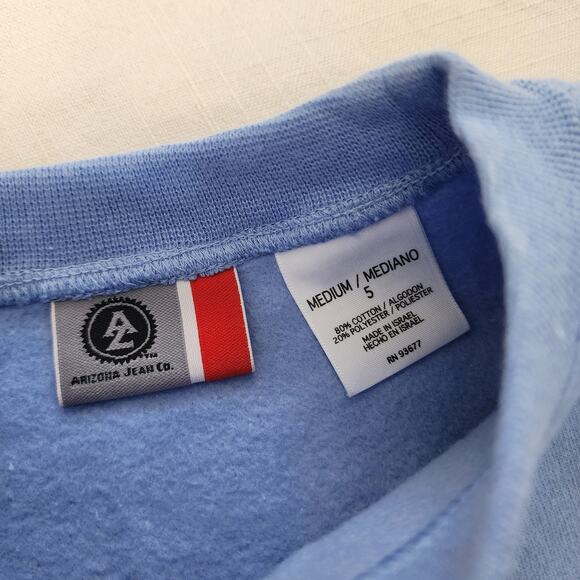 AZ
TM
ARIZONA JEAN CO.
MEDIUM / MEDIANO
5
80% COTTON / ALGODON
20% POLYESTER / POLIESTER
MADE IN ISRAEL
HECHO EN ISRAEL
RN 93677